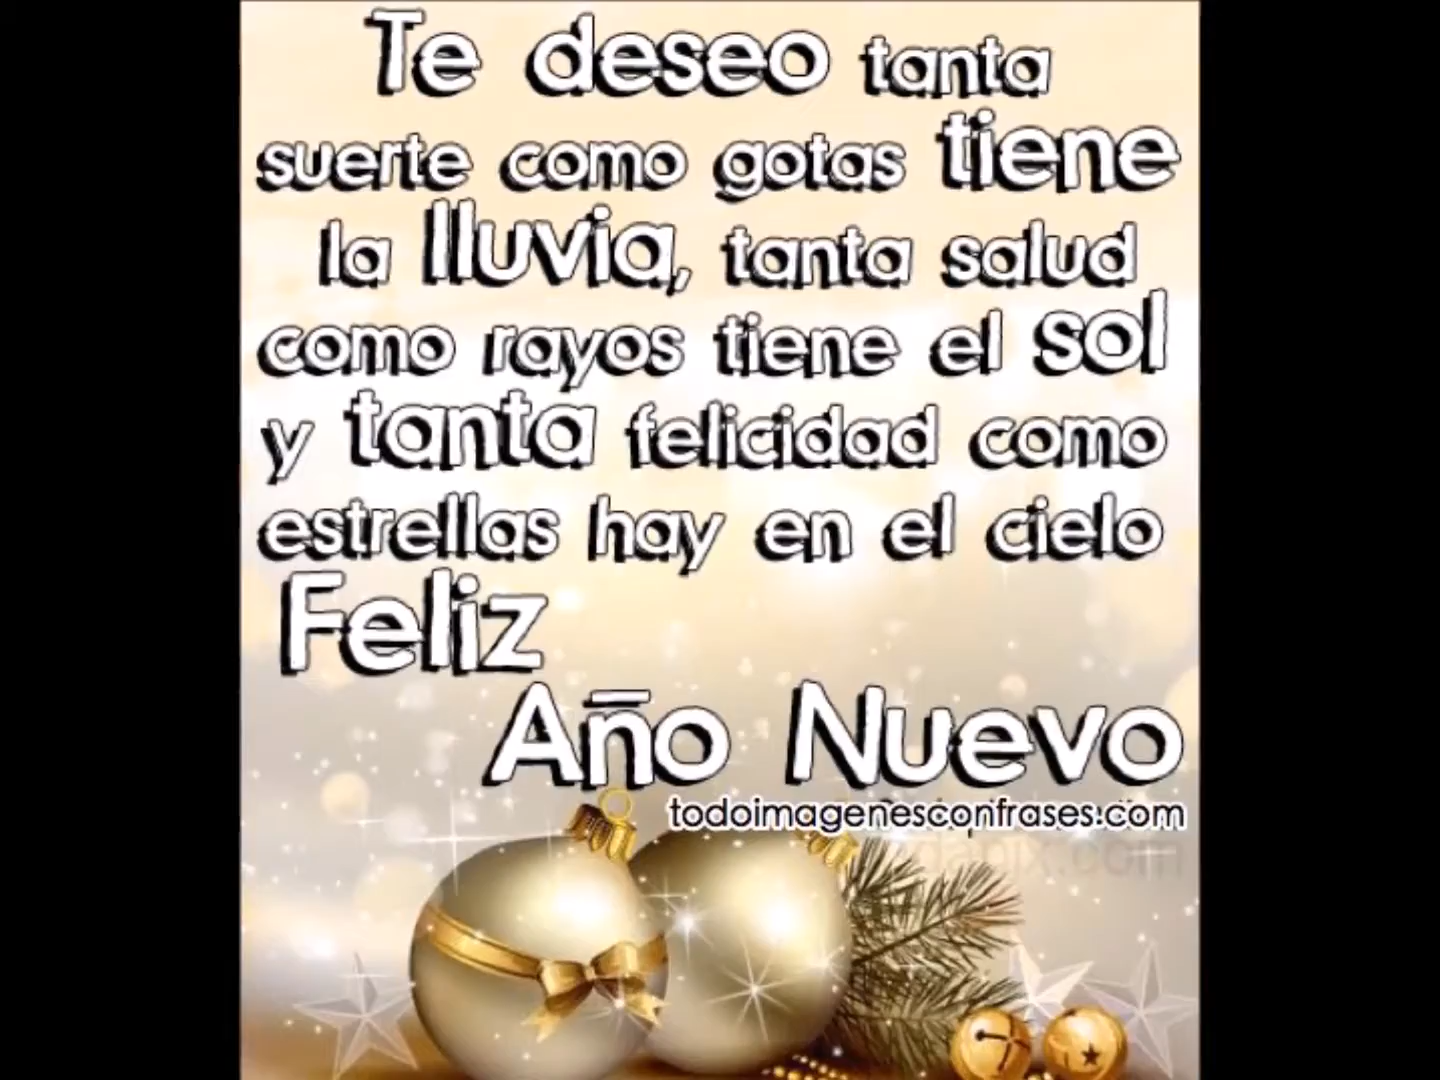 Te deseo tanta
suerte como gotas tiene
la lluvia, tanta salud
como rayos tiene el sol
y tanta felicidad como
estrellas hay en el cielo
Feliz
Año Nuevo
todoimagenesconfrases.com